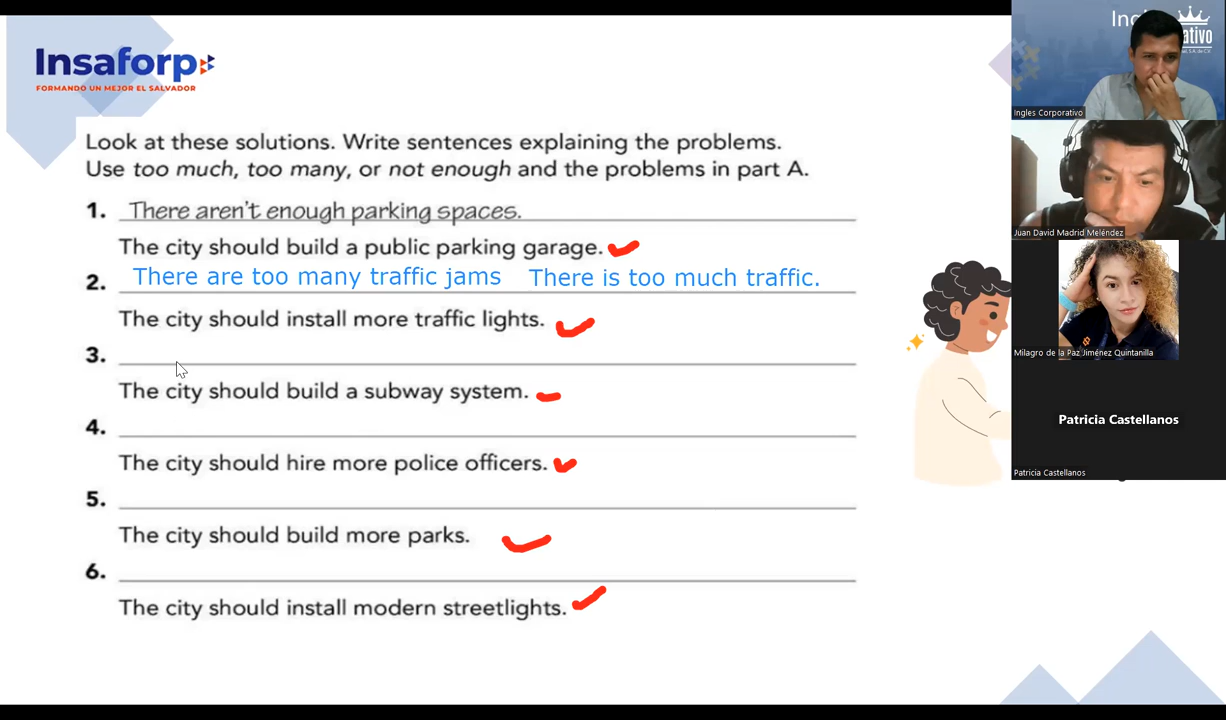 Insaforp
FORMANDO UN MEJOR EL SALVADOR
Look at these solutions. Write sentences explaining the problems.
Use too much, too many, or not enough and the problems in part A.
1. There aren't enough parking spaces.
The city should build a public parking garage.
2. There are too many traffic jams There is too much traffic.
The city should install more traffic lights.
3.
The city should build a subway system.
4.
The city should hire more police officers.
5.
The city should build more parks.
6.
The city should install modern streetlights.
Ingles Corporativo
Juan David Madrid Meléndez
Milagro de la Paz Jiménez Quintanilla
Patricia Castellanos
Patricia Castellanos